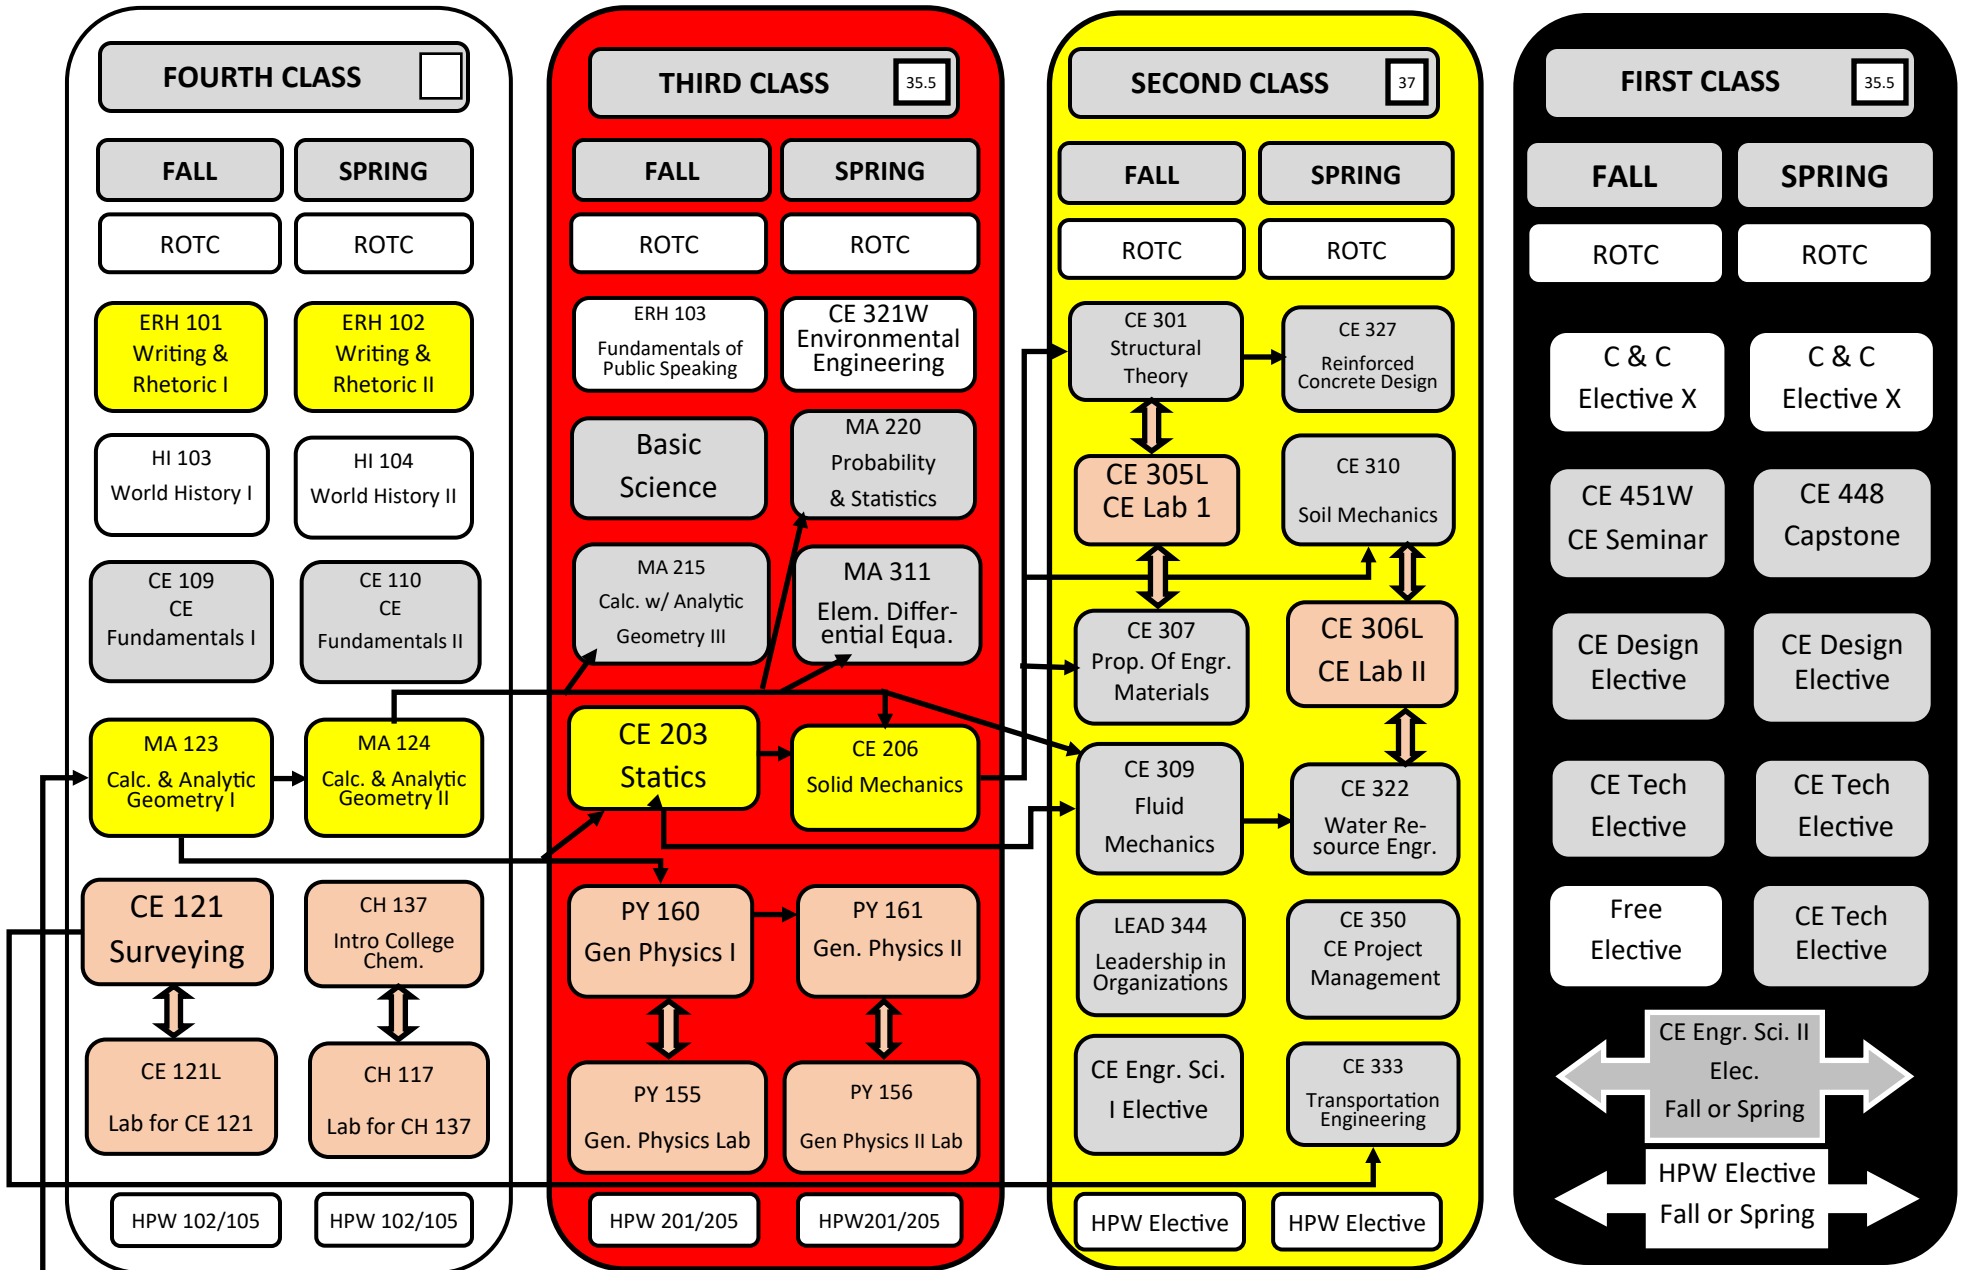 FOURTH CLASS
FALL
SPRING
ROTC
ROTC
ERH 101
Writing &
Rhetoric I
ERH 102
Writing &
Rhetoric II
HI 103
World History I
HI 104
World History II
CE 109
CE
Fundamentals I
CE 110
CE
Fundamentals II
MA 123
Calc. & Analytic
Geometry I
MA 124
Calc. & Analytic
Geometry II
CE 121
Surveying
CH 137
Intro College
Chem.
CE 121L
Lab for CE 121
CH 117
Lab for CH 137
HPW 102/105
HPW 102/105
THIRD CLASS
35.5
FALL
SPRING
ROTC
ROTC
ERH 103
Fundamentals of
Public Speaking
CE 321W
Environmental
Engineering
Basic
Science
MA 220
Probability
& Statistics
MA 215
Calc. w/ Analytic
Geometry III
MA 311
Elem. Differ-
ential Equa.
CE 203
Statics
CE 206
Solid Mechanics
PY 160
Gen Physics I
PY 161
Gen. Physics II
PY 155
Gen. Physics Lab
PY 156
Gen Physics II Lab
HPW 201/205
HPW201/205
SECOND CLASS
37
FALL
SPRING
ROTC
ROTC
CE 301
Structural
Theory
CE 327
Reinforced
Concrete Design
CE 305L
CE Lab 1
CE 310
Soil Mechanics
CE 307
Prop. Of Engr.
Materials
CE 306L
CE Lab II
CE 309
Fluid
Mechanics
CE 322
Water Re-
source Engr.
LEAD 344
Leadership in
Organizations
CE 350
CE Project
Management
CE Engr. Sci.
I Elective
CE 333
Transportation
Engineering
HPW Elective
HPW Elective
FIRST CLASS
35.5
FALL
SPRING
ROTC
ROTC
C & C
Elective X
C & C
Elective X
CE 451W
CE Seminar
CE 448
Capstone
CE Design
Elective
CE Design
Elective
CE Tech
Elective
CE Tech
Elective
Free
Elective
CE Tech
Elective
CE Engr. Sci. II
Elec.
Fall or Spring
HPW Elective
Fall or Spring